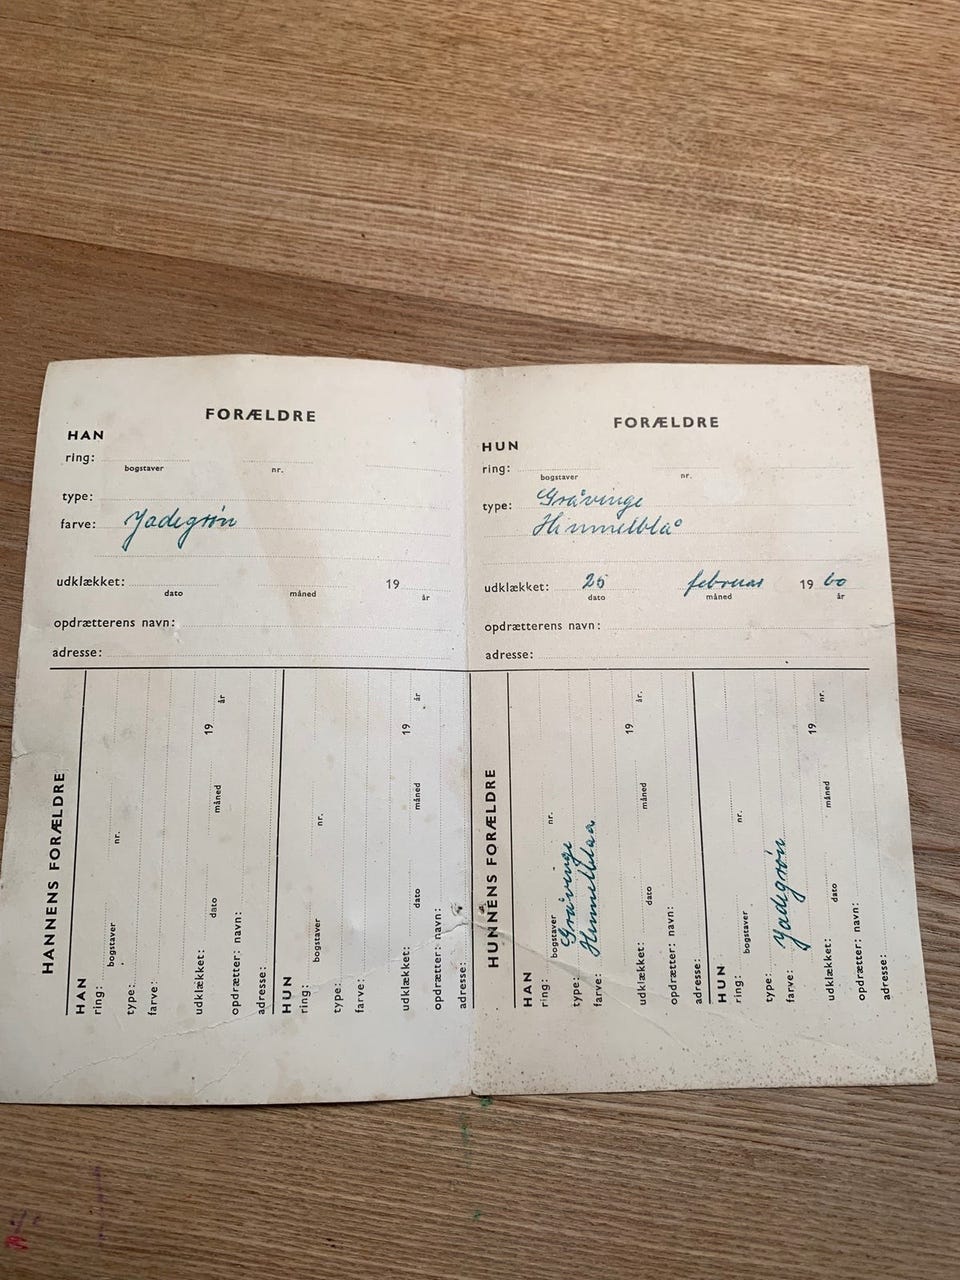 FORÆLDRE
HAN
ring:
bogstaver nr.
type:
farve: Jadegrøn
udklækket: 19
dato måned år
opdrætterens navn:
adresse:
FORÆLDRE
HUN
ring:
bogstaver nr.
type: Gråvinge
Himmelblå
udklækket: 25 februar 19 60
dato måned år
opdrætterens navn:
adresse:
HANNENS FORÆLDRE
HAN
ring:
bogstaver nr.
type:
farve:
udklækket: 19
dato måned år
opdrætter: navn:
adresse:
HUN
ring:
bogstaver nr.
type:
farve:
udklækket: 19
dato måned år
opdrætter: navn:
adresse:
HUNNENS FORÆLDRE
HAN
ring:
bogstaver nr.
type: Gråvinge
farve: Himmelblaa
udklækket: 19
dato måned år.
opdrætter: navn:
adresse:
HUN
ring:
bogstaver nr.
type:
farve: Jadegrøn
udklækket: 19
dato måned nr.
opdrætter: navn:
adresse: